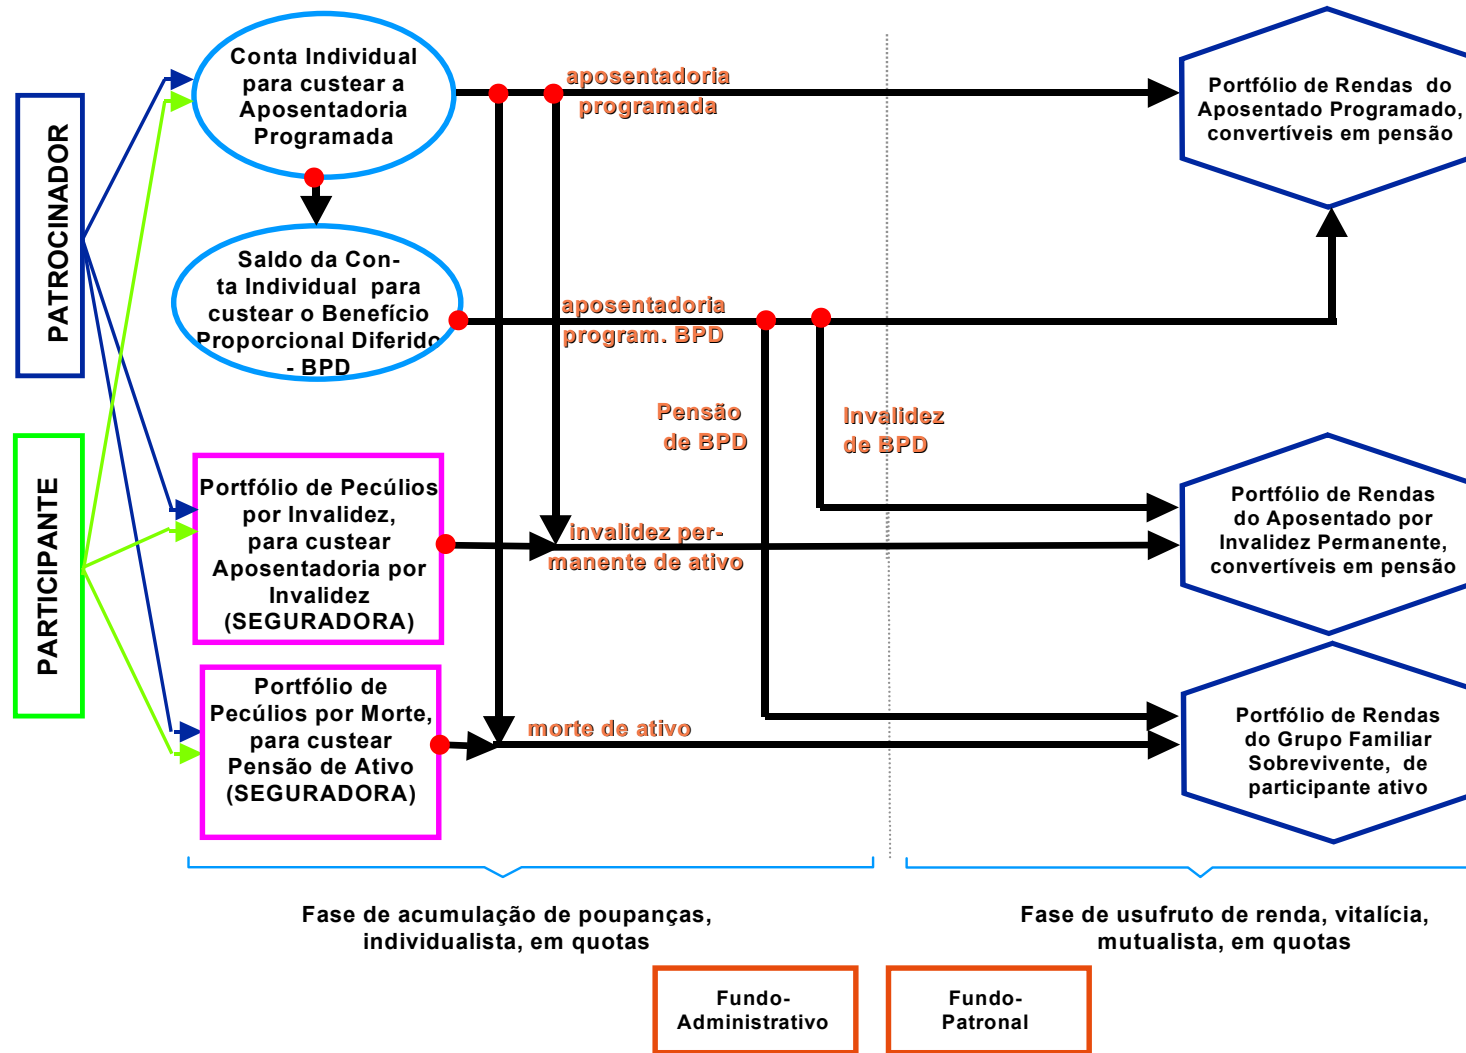 PATROCINADOR
PARTICIPANTE
Conta Individual
para custear a
Aposentadoria
Programada
Saldo da Con-
ta Individual para
custear o Benefício
Proporcional Diferido
- BPD
Portfólio de Pecúlios
por Invalidez,
para custear
Aposentadoria por
Invalidez
(SEGURADORA)
Portfólio de
Pecúlios por Morte,
para custear
Pensão de Ativo
(SEGURADORA)
aposentadoria
programada
aposentadoria
program. BPD
Pensão
de BPD
Invalidez
de BPD
invalidez per-
manente de ativo
morte de ativo
Portfólio de Rendas do
Aposentado Programado,
convertíveis em pensão
Portfólio de Rendas
do Aposentado por
Invalidez Permanente,
convertíveis em pensão
Portfólio de Rendas
do Grupo Familiar
Sobrevivente, de
participante ativo
Fase de acumulação de poupanças,
individualista, em quotas
Fase de usufruto de renda, vitalícia,
mutualista, em quotas
Fundo-
Administrativo
Fundo-
Patronal